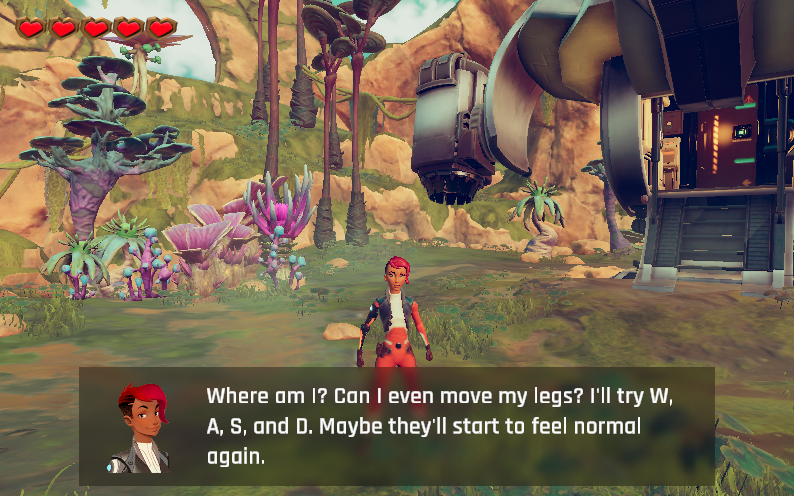 Where am I? Can I even move my legs? I'll try W,
A, S, and D. Maybe they'll start to feel normal
again.